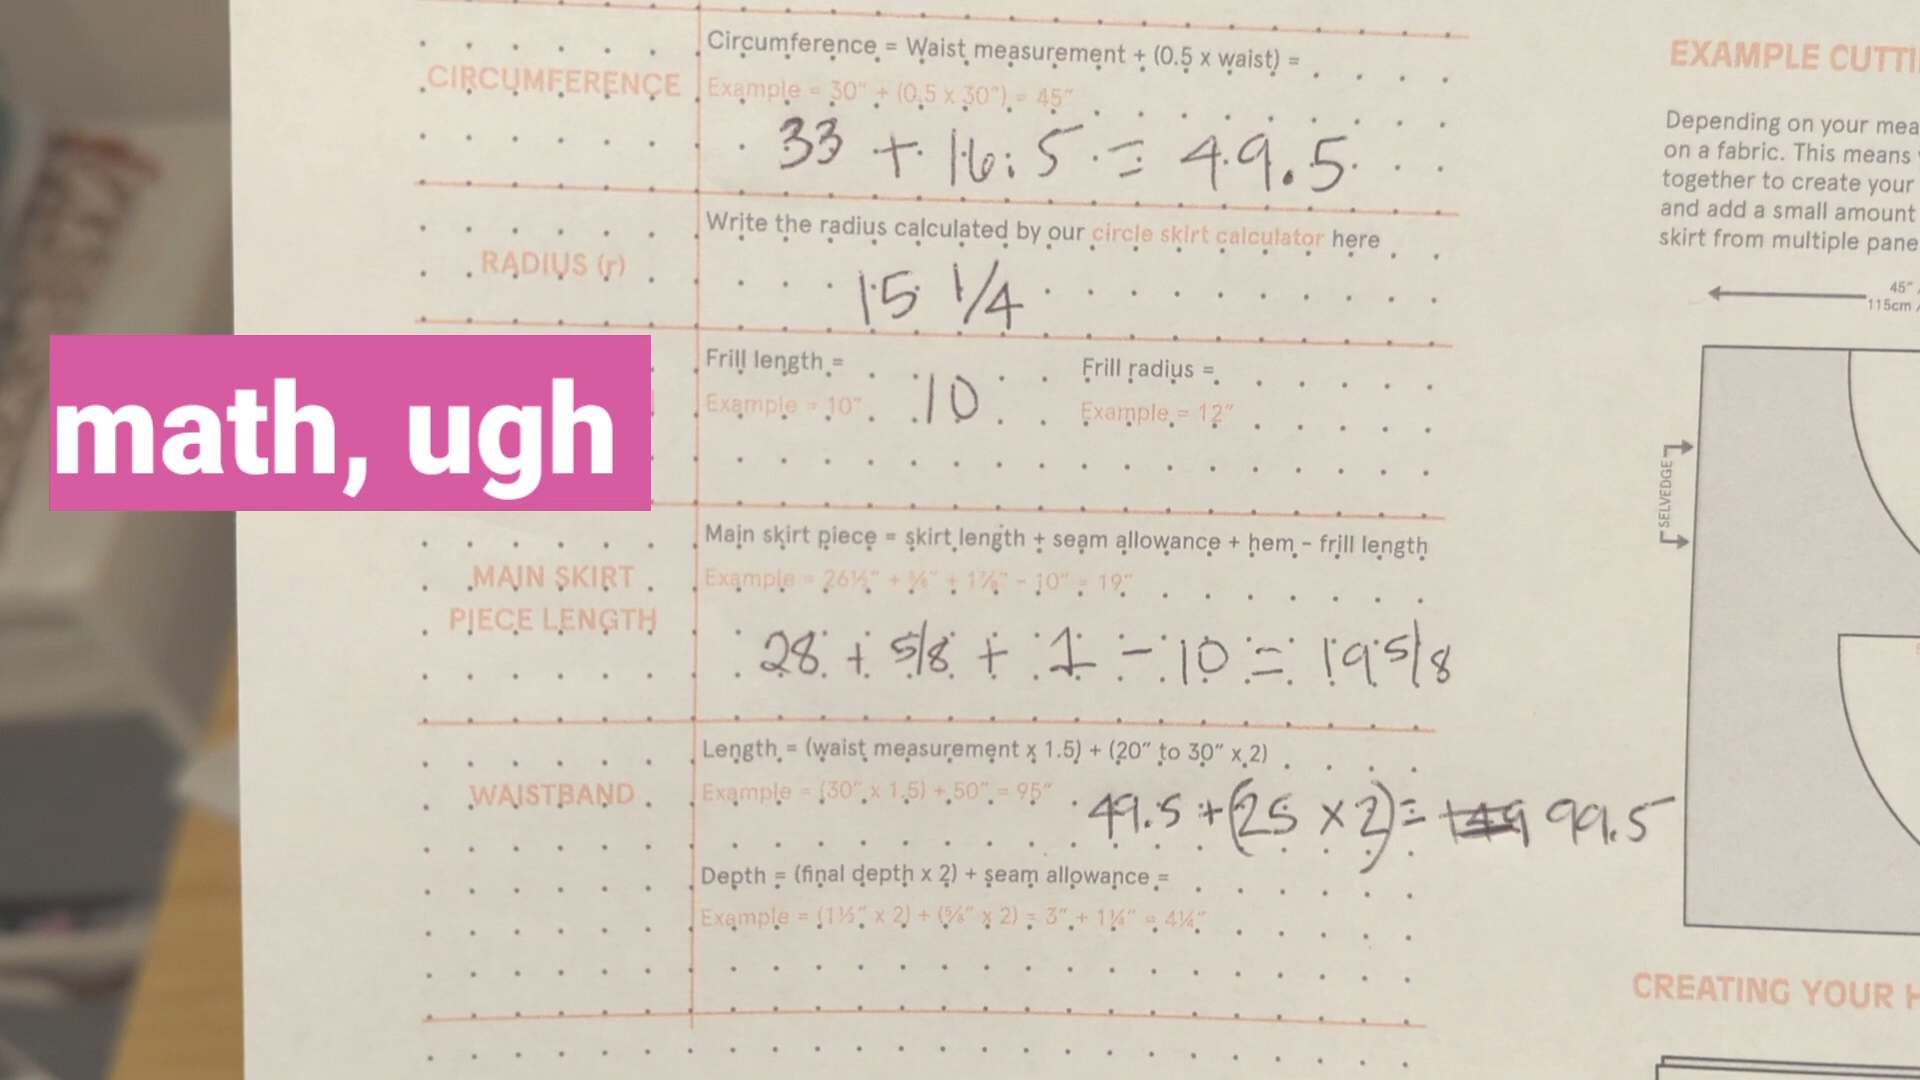 Circumference = Waist measurement + (0.5 x waist) =
CIRCUMFERENCE
Example = 30" + (0.5 x 30") = 45"
33 + 16.5 = 49.5
Write the radius calculated by our circle skirt calculator here
RADIUS (r)
15 1/4
math, ugh
Frill length =
10
Frill radius =
Example = 10"
Example = 12"
Main skirt piece = skirt length + seam allowance + hem - frill length
MAIN SKIRT
PIECE LENGTH
Example = 26½" + ⅝" + 1⅞" - 10" = 19"
28 + 5/8 + 1 - 10 = 19 5/8
Length = (waist measurement x 1.5) + (20" to 30" x 2)
WAISTBAND
Example = (30" x 1.5) + 50" = 95"
49.5 + (25 x 2) = 99.5
Depth = (final depth x 2) + seam allowance =
Example = (1½" x 2) + (⅝" x 2) = 3" + 1¼" = 4¼"
EXAMPLE CUTTI
Depending on your mea
on a fabric. This means
together to create your
and add a small amount
skirt from multiple pane
45"
115cm
SELVEDGE
CREATING YOUR H